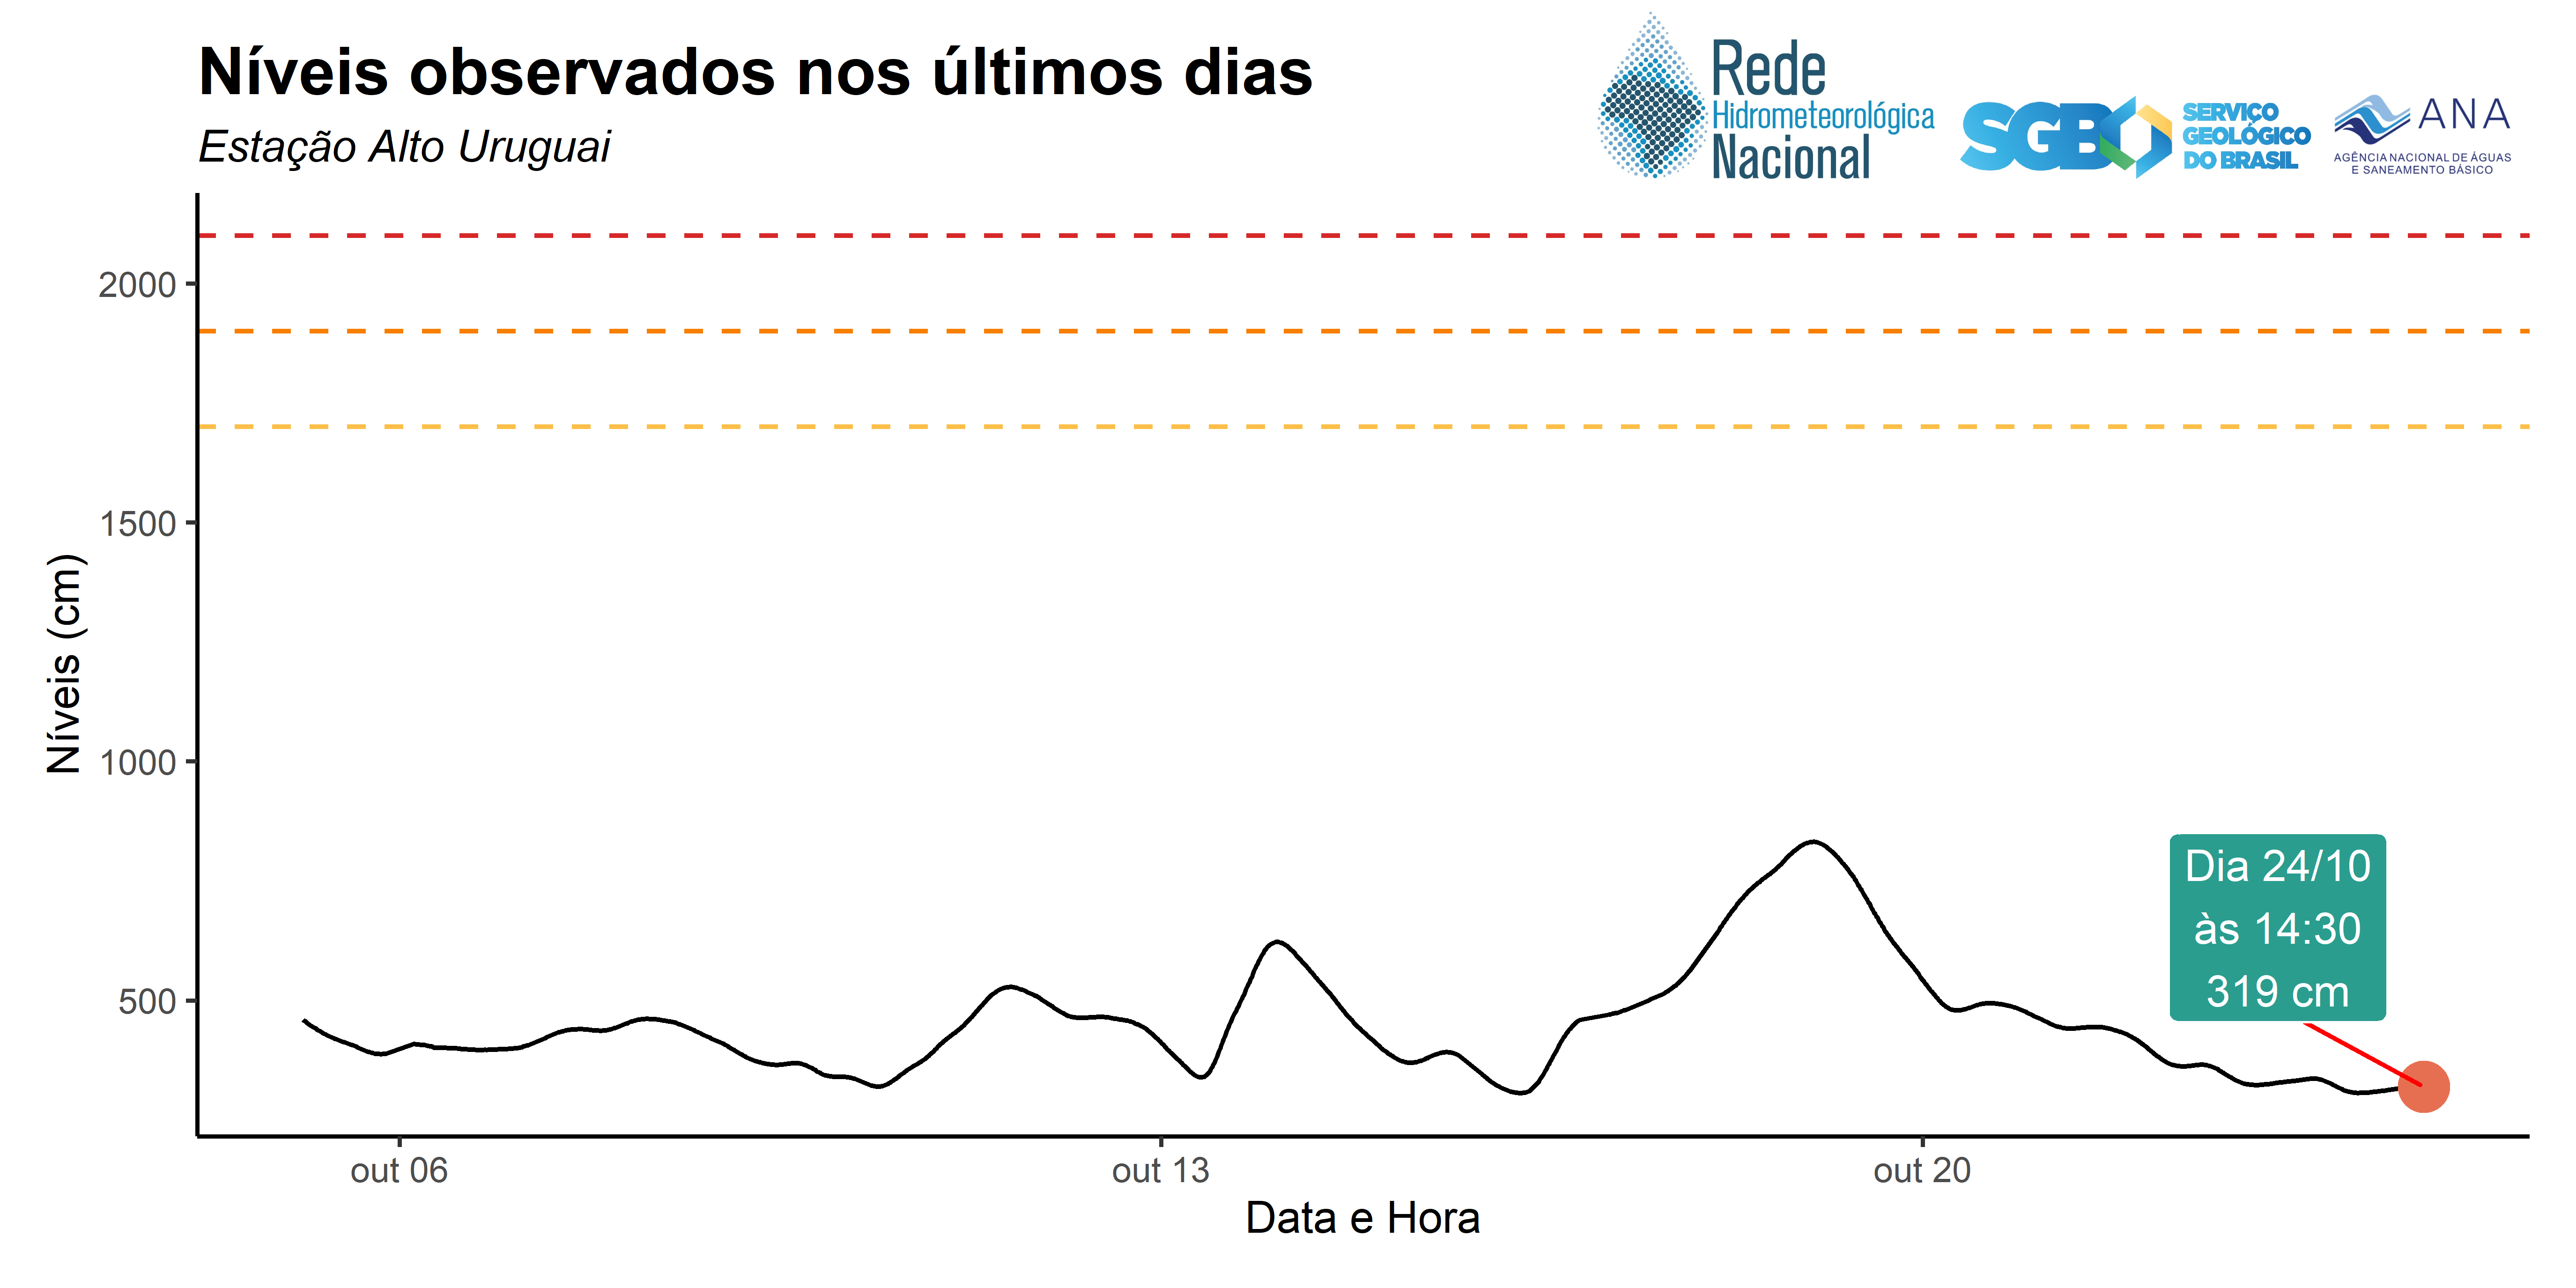 Níveis observados nos últimos dias
Estação Alto Uruguai
Rede
Hidrometeorológica
Nacional
SGB
SERVIÇO
GEOLÓGICO
DO BRASIL
ANA
AGÊNCIA NACIONAL DE ÁGUAS
E SANEAMENTO BÁSICO
Níveis (cm)
2000
1500
1000
500
Dia 24/10
às 14:30
319 cm
out 06
out 13
out 20
Data e Hora